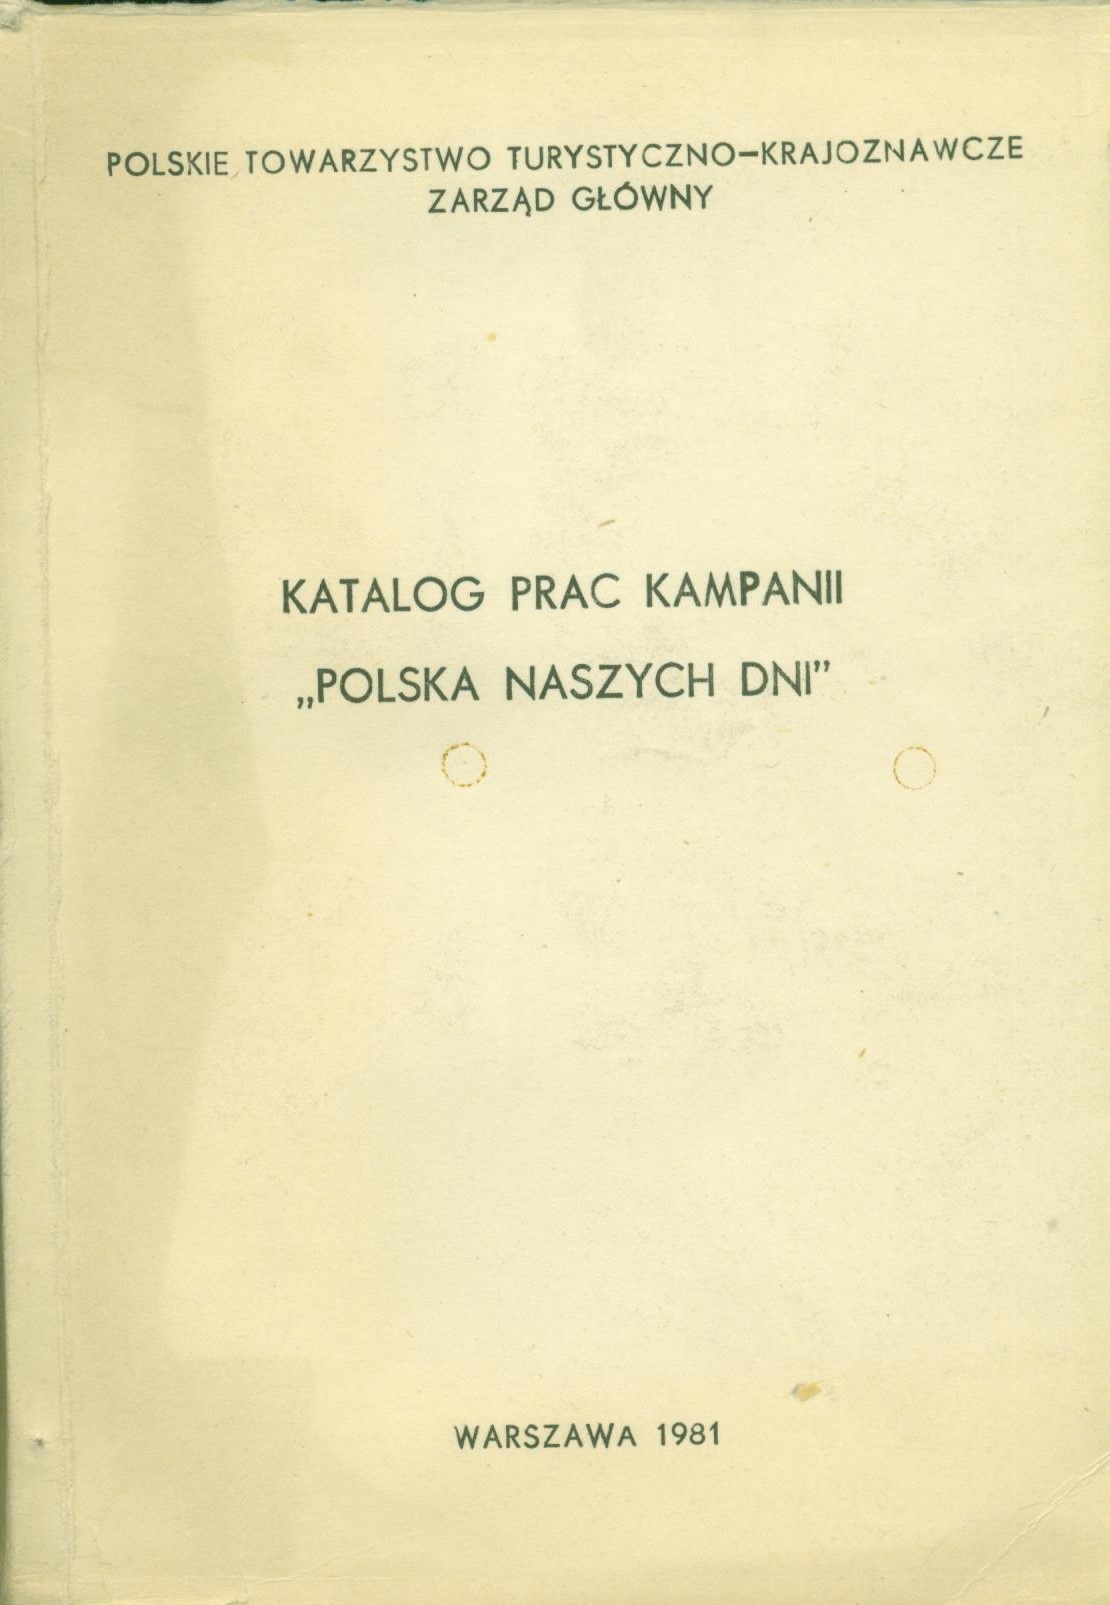 POLSKIE TOWARZYSTWO TURYSTYCZNO-KRAJOZNAWCZE
ZARZĄD GŁÓWNY
KATALOG PRAC KAMPANII
„POLSKA NASZYCH DNI”
WARSZAWA 1981